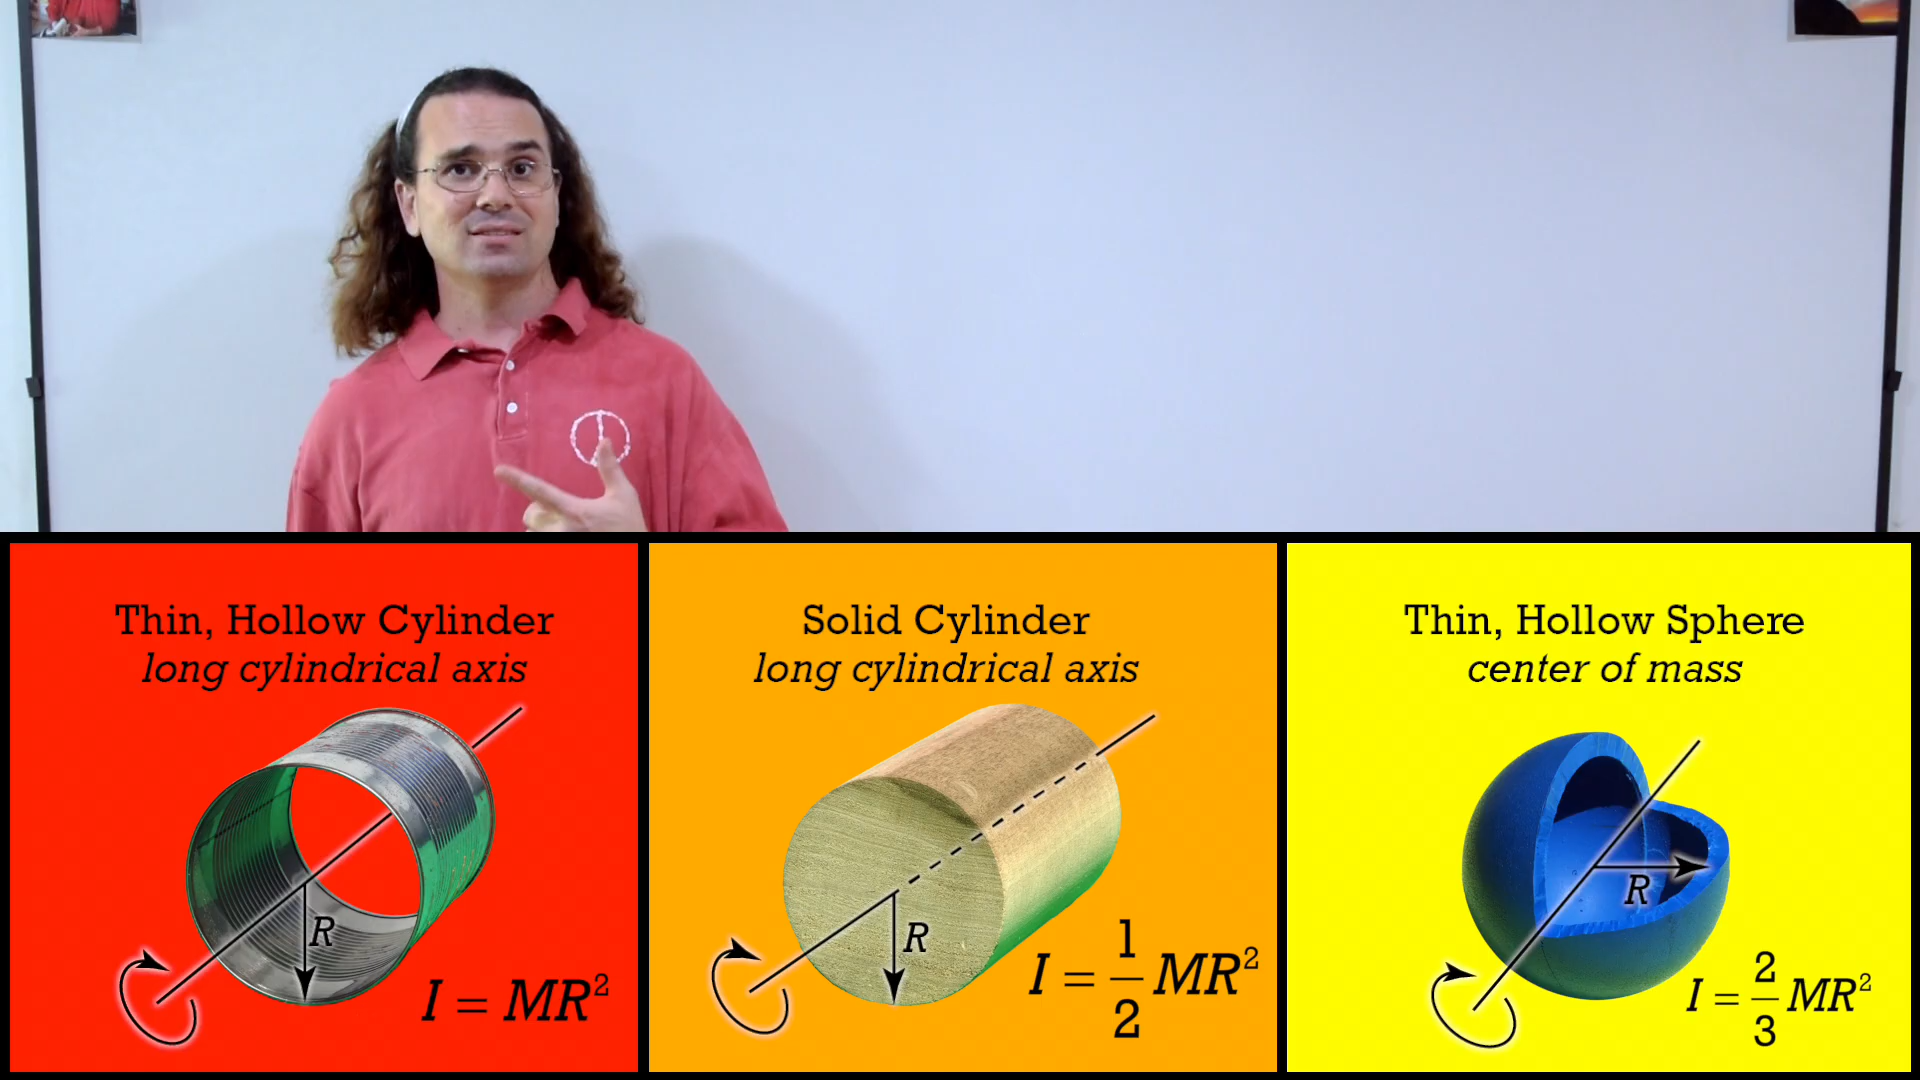 Thin, Hollow Cylinder
long cylindrical axis
R
I = MR²
Solid Cylinder
long cylindrical axis
R
I = 1/2 MR²
Thin, Hollow Sphere
center of mass
R
I = 2/3 MR²